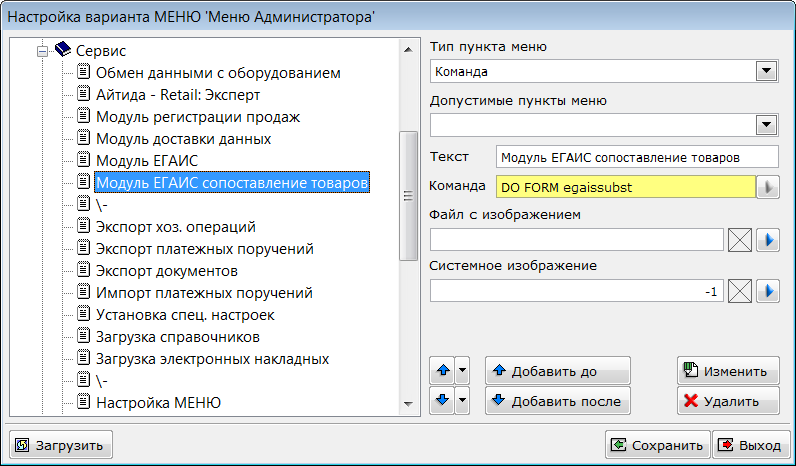 Настройка варианта МЕНЮ 'Меню Администратора'
Сервис
Обмен данными с оборудованием
Айтида - Retail: Эксперт
Модуль регистрации продаж
Модуль доставки данных
Модуль ЕГАИС
Модуль ЕГАИС сопоставление товаров
\-
Экспорт хоз. операций
Экспорт платежных поручений
Экспорт документов
Импорт платежных поручений
Установка спец. настроек
Загрузка справочников
Загрузка электронных накладных
\-
Настройка МЕНЮ
Тип пункта меню
Команда
Допустимые пункты меню
Текст Модуль ЕГАИС сопоставление товаров
Команда DO FORM egaissubst
Файл с изображением
Системное изображение
-1
Добавить до Изменить
Добавить после Удалить
Загрузить Сохранить Выход